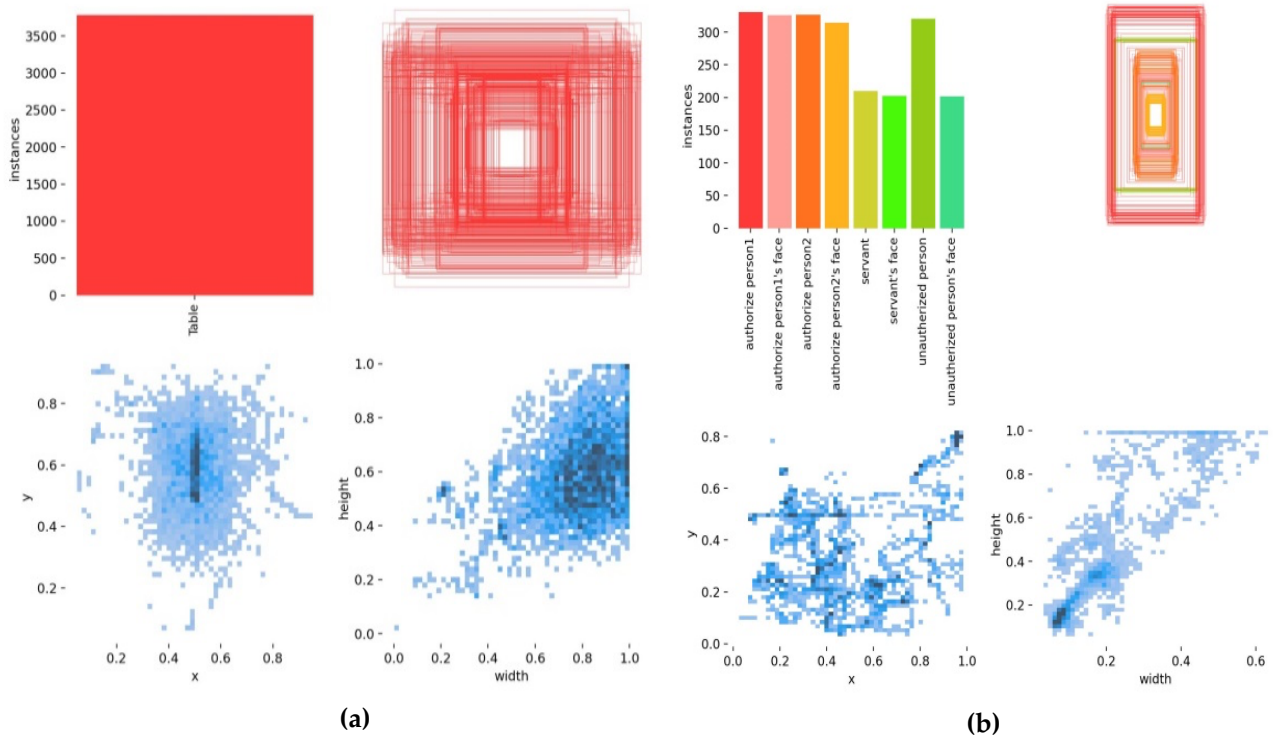 3500
3000
2500
2000
1500
1000
500
0
instances
Table
0.8
0.6
0.4
0.2
y
0.2 0.4 0.6 0.8
x
1.0
0.8
0.6
0.4
0.2
0.0
height
0.0 0.2 0.4 0.6 0.8 1.0
width
(a)
300
250
200
150
100
50
0
instances
authorize person1
authorize person1's face
authorize person2
authorize person2's face
servant
servant's face
unautherized person
unautherized person's face
0.8
0.6
0.4
0.2
0.0
y
0.0 0.2 0.4 0.6 0.8 1.0
x
1.0
0.8
0.6
0.4
0.2
height
0.2 0.4 0.6
width
(b)